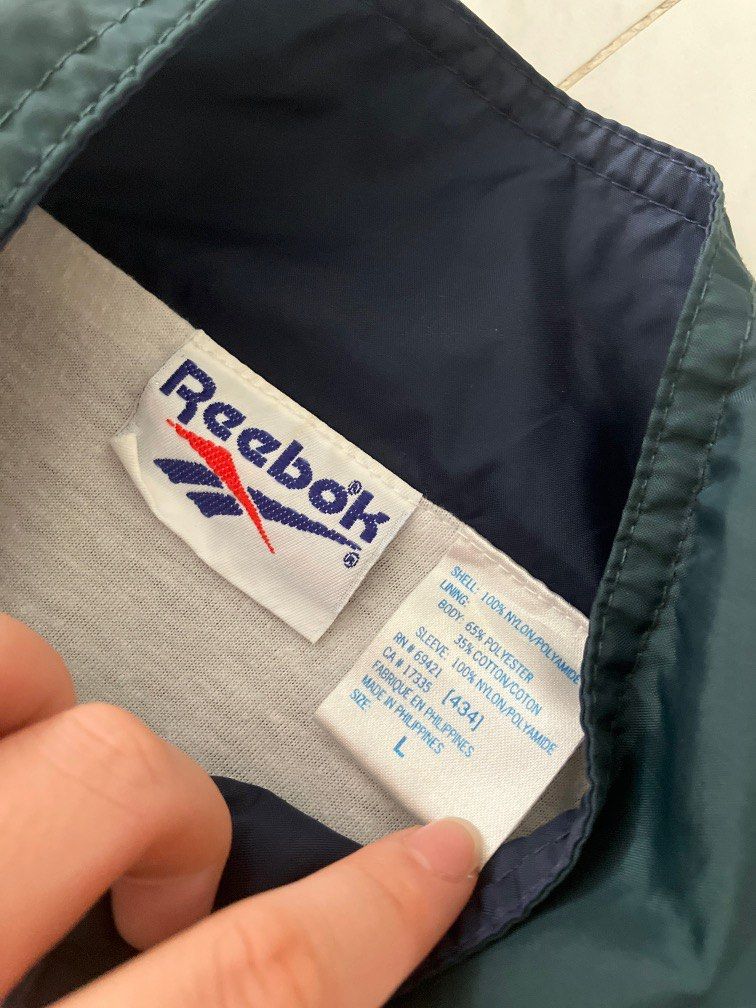 Reebok
®
SHELL: 100% NYLON/POLYAMIDE
LINING:
BODY: 65% POLYESTER
35% COTTON/COTON
SLEEVE: 100% NYLON/POLYAMIDE
RN# 69421
CA# 17335 [434]
FABRIQUE EN PHILIPPINES
MADE IN PHILIPPINES
SIZE:
L